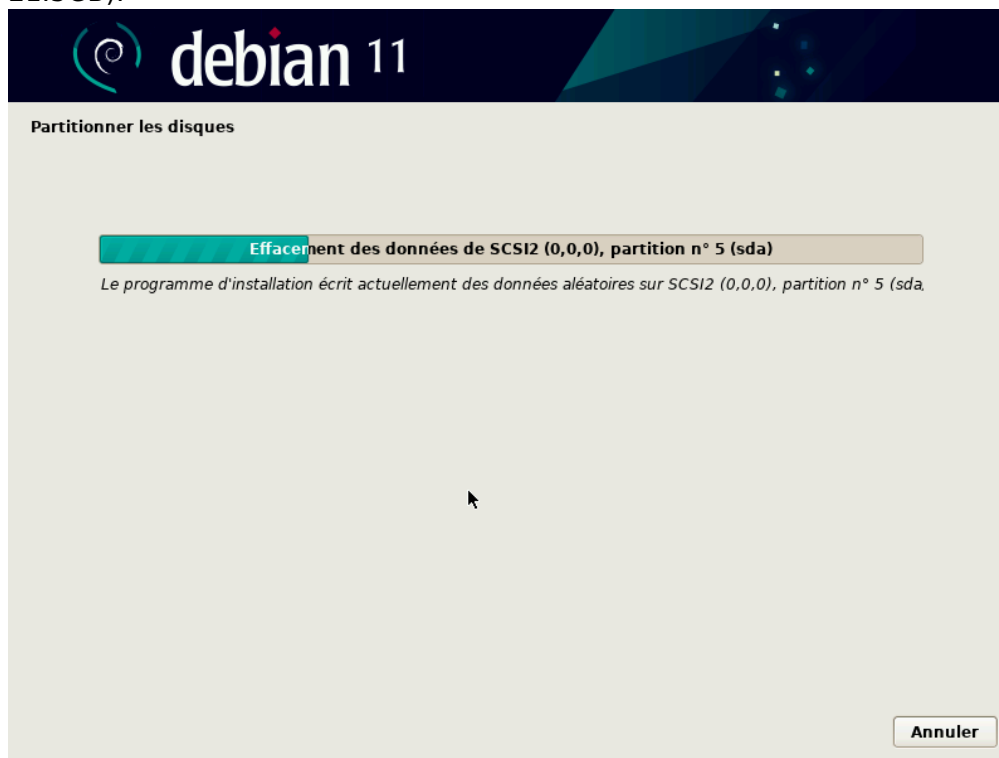 debian 11
Partitionner les disques
Effacement des données de SCSI2 (0,0,0), partition n° 5 (sda)
Le programme d'installation écrit actuellement des données aléatoires sur SCSI2 (0,0,0), partition n° 5 (sda
Annuler